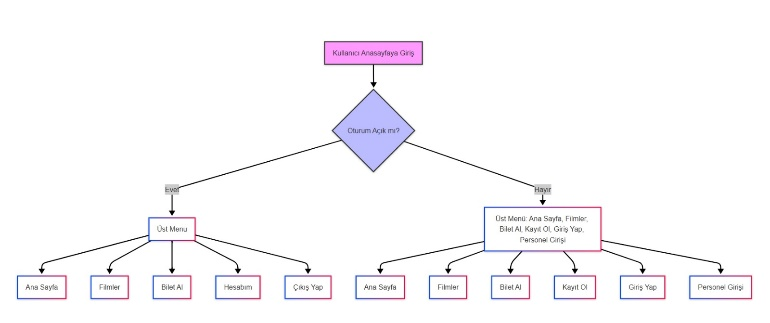 Kullanıcı Anasayfaya Giriş
Oturum Açık mı?
Evet
Hayır
Üst Menü
Üst Menü: Ana Sayfa, Filmler,
Bilet Al, Kayıt Ol, Giriş Yap,
Personel Girişi
Ana Sayfa
Filmler
Bilet Al
Hesabım
Çıkış Yap
Ana Sayfa
Filmler
Bilet Al
Kayıt Ol
Giriş Yap
Personel Girişi